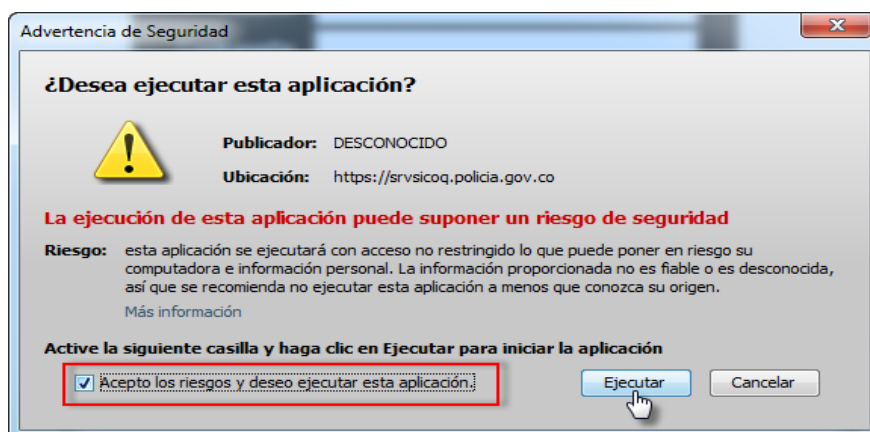 Advertencia de Seguridad
¿Desea ejecutar esta aplicación?
Publicador: DESCONOCIDO
Ubicación: https://srvsicoq.policia.gov.co
La ejecución de esta aplicación puede suponer un riesgo de seguridad
Riesgo: esta aplicación se ejecutará con acceso no restringido lo que puede poner en riesgo su
computadora e información personal. La información proporcionada no es fiable o es desconocida,
así que se recomienda no ejecutar esta aplicación a menos que conozca su origen.
Más información
Active la siguiente casilla y haga clic en Ejecutar para iniciar la aplicación
Acepto los riesgos y deseo ejecutar esta aplicación. Ejecutar Cancelar